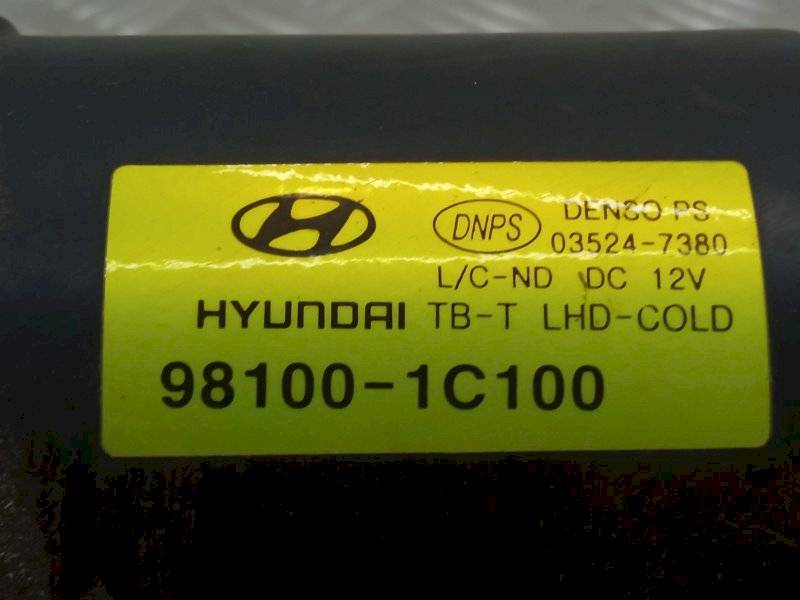 DNPS
DENSO PS
03524-7380
L/C-ND DC 12V
HYUNDAI TB-T LHD-COLD
98100-1C100